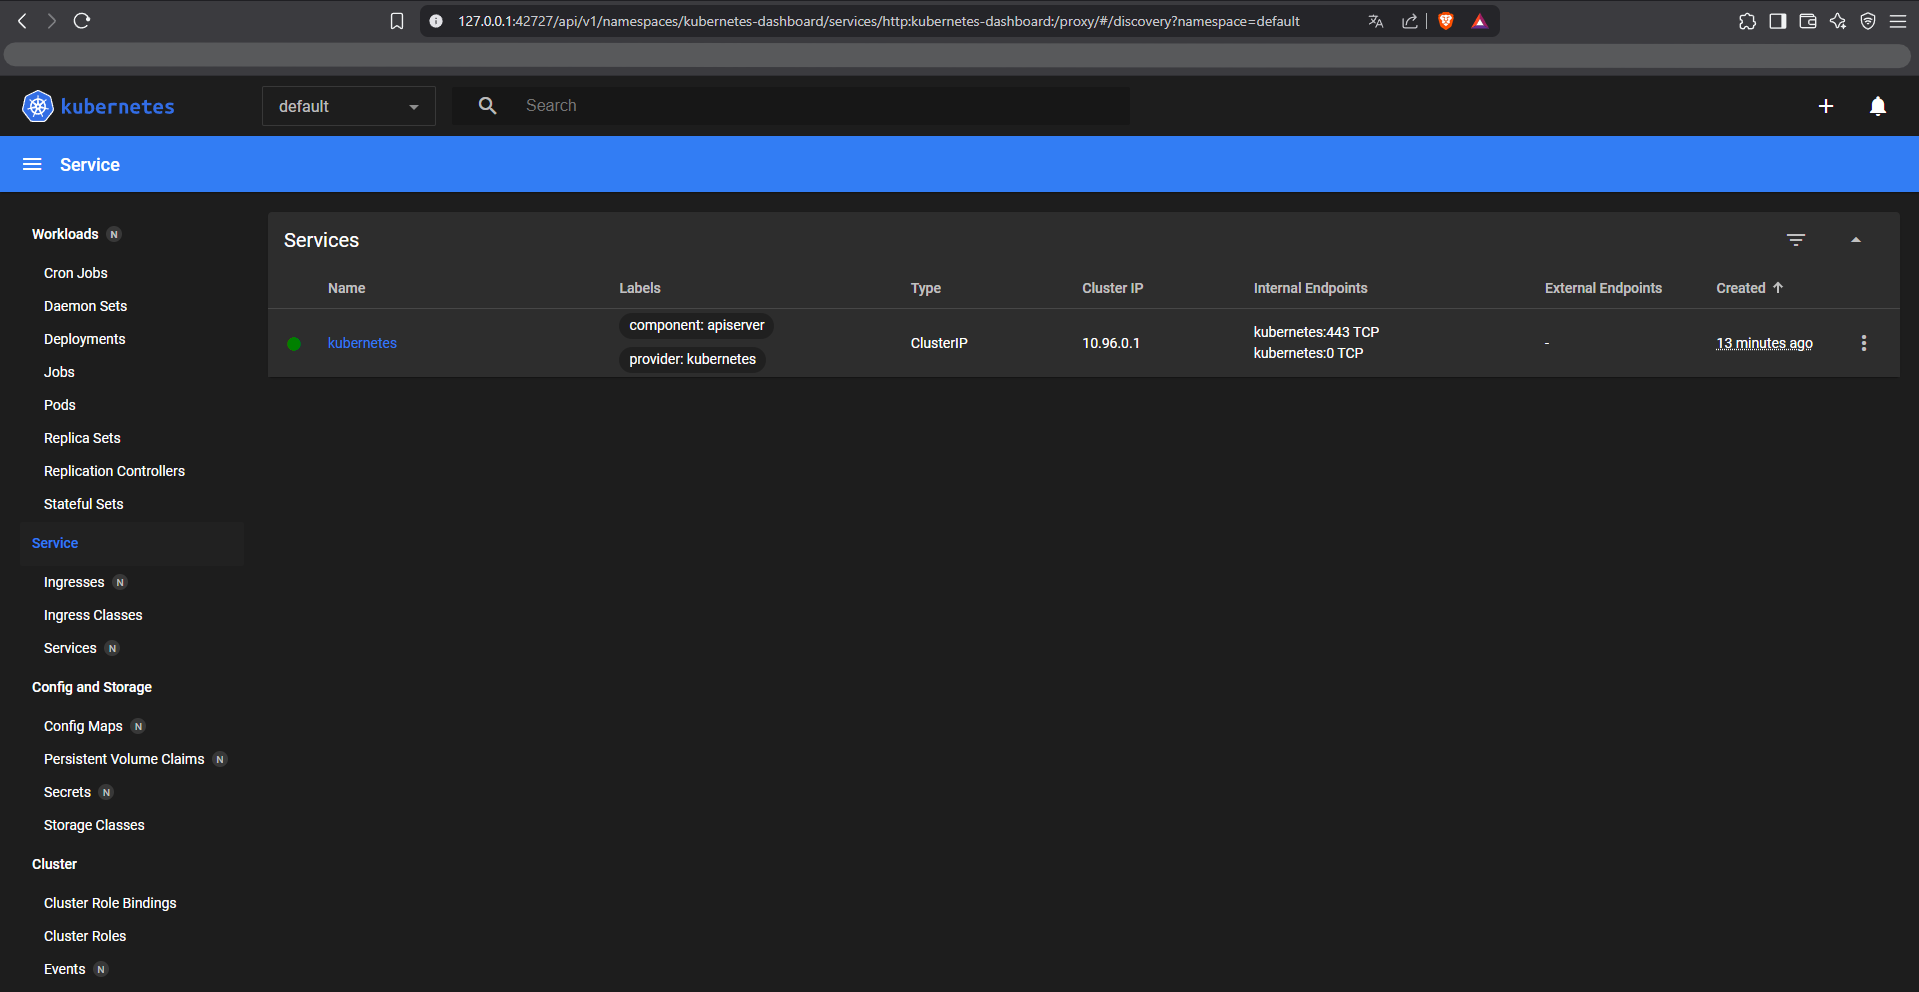 127.0.0.1:42727/api/v1/namespaces/kubernetes-dashboard/services/http:kubernetes-dashboard:/proxy/#/discovery?namespace=default
kubernetes
default
Search
Service
Workloads N
Cron Jobs
Daemon Sets
Deployments
Jobs
Pods
Replica Sets
Replication Controllers
Stateful Sets
Service
Ingresses N
Ingress Classes
Services N
Config and Storage
Config Maps N
Persistent Volume Claims N
Secrets N
Storage Classes
Cluster
Cluster Role Bindings
Cluster Roles
Events N
Services
Name Labels Type Cluster IP Internal Endpoints External Endpoints Created
kubernetes
component: apiserver
provider: kubernetes
ClusterIP
10.96.0.1
kubernetes:443 TCP
kubernetes:0 TCP
-
13 minutes ago